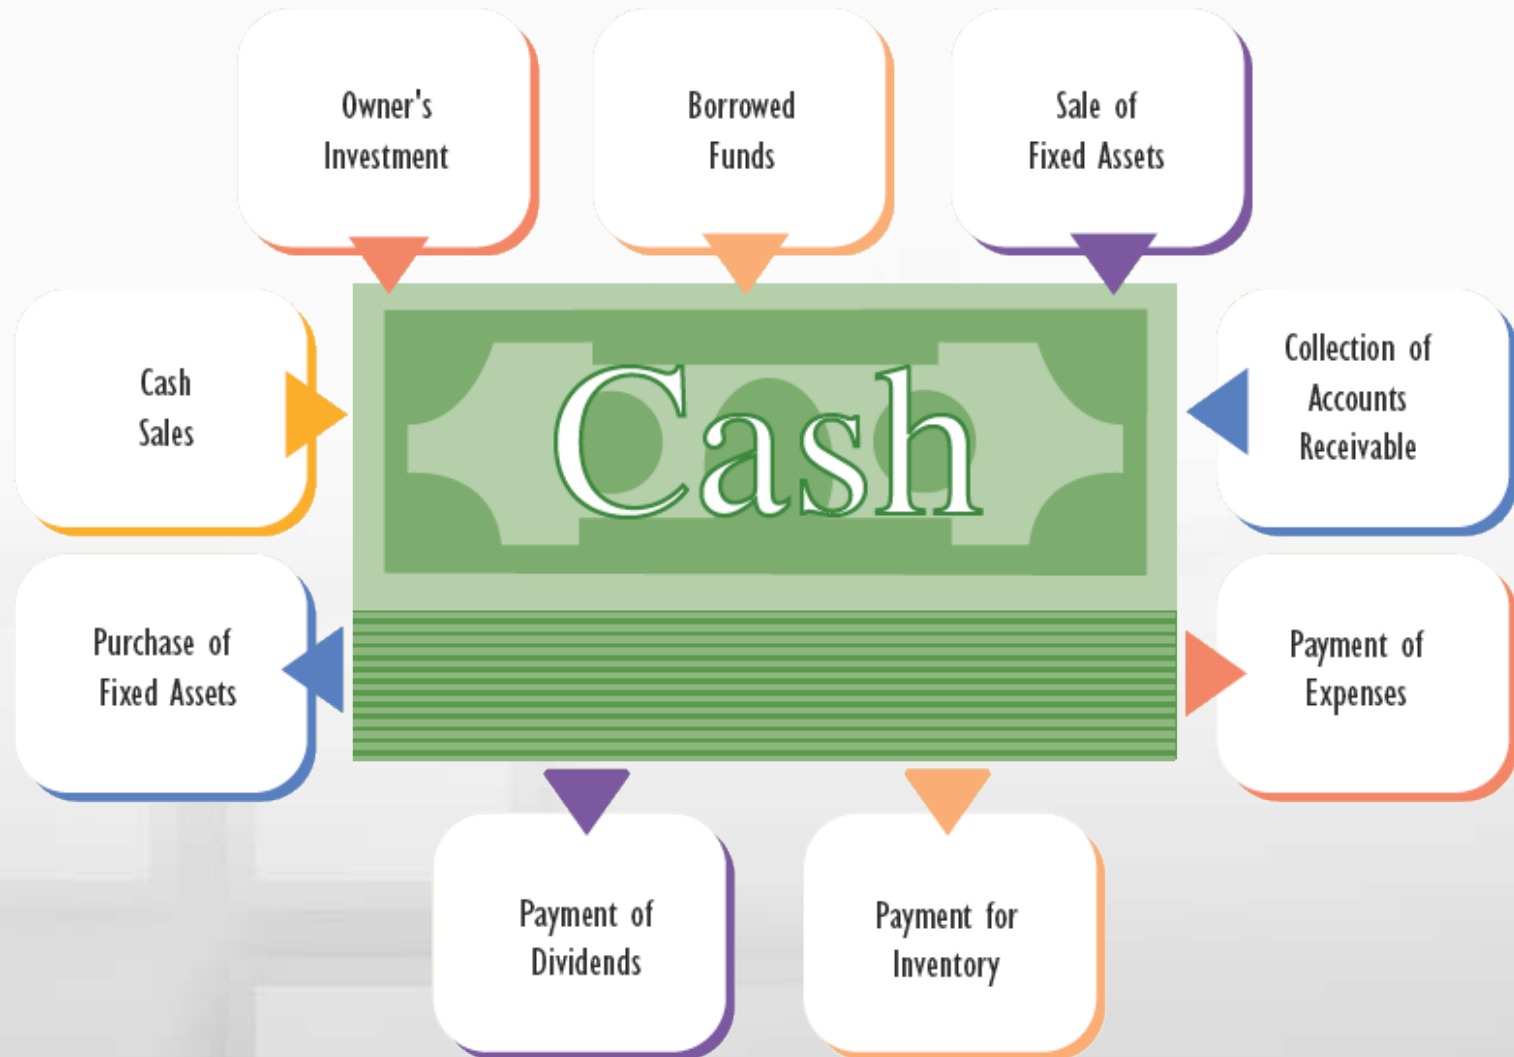 Owner's
Investment
Borrowed
Funds
Sale of
Fixed Assets
Cash
Sales
Cash
Collection of
Accounts
Receivable
Purchase of
Fixed Assets
Payment of
Expenses
Payment of
Dividends
Payment for
Inventory